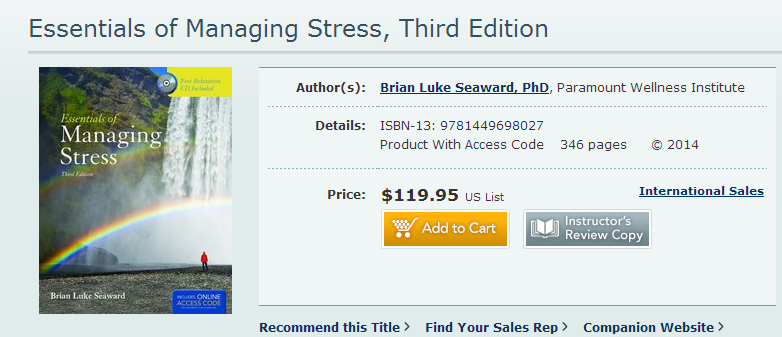 Essentials of Managing Stress, Third Edition
Free Relaxation
CD Included
Essentials of
Managing
Stress
Third Edition
Brian Luke Seaward
INCLUDES ONLINE
ACCESS CODE
Author(s): Brian Luke Seaward, PhD, Paramount Wellness Institute
Details: ISBN-13: 9781449698027
Product With Access Code 346 pages © 2014
Price: $119.95 US List
International Sales
Add to Cart
Instructor's
Review Copy
Recommend this Title > Find Your Sales Rep > Companion Website >